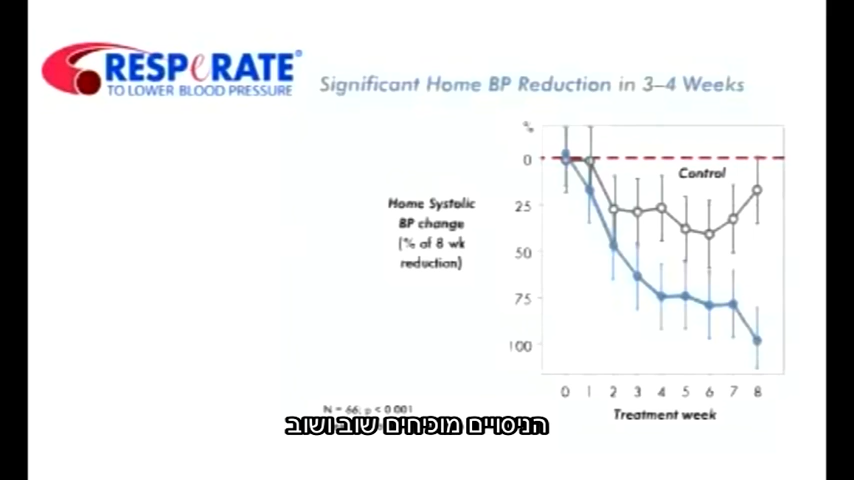 RESPeRATE®
TO LOWER BLOOD PRESSURE
Significant Home BP Reduction in 3–4 Weeks
%
0
25
50
75
100
Control
Home Systolic
BP change
(% of 8 wk
reduction)
0 1 2 3 4 5 6 7 8
Treatment week
N = 66; p < 0.001
הניסויים מוכיחים שוב ושוב